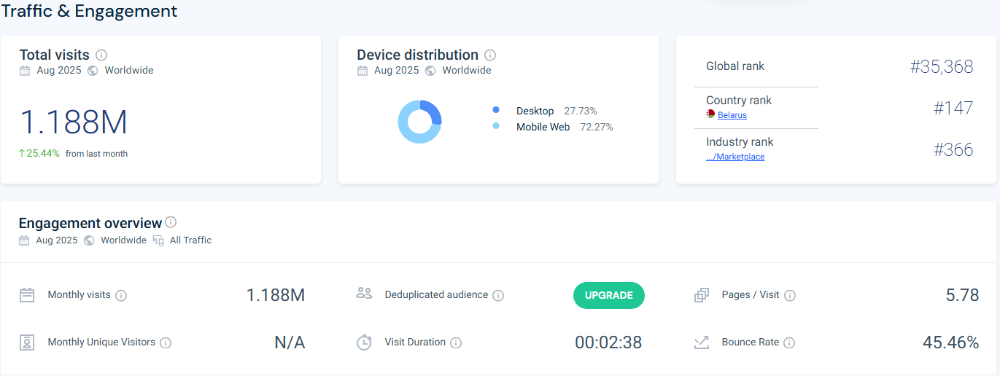 Traffic & Engagement
Total visits
Aug 2025 Worldwide
1.188M
↑25.44% from last month
Device distribution
Aug 2025 Worldwide
Desktop 27.73%
Mobile Web 72.27%
Global rank #35,368
Country rank #147
Belarus
Industry rank #366
.../Marketplace
Engagement overview
Aug 2025 Worldwide All Traffic
Monthly visits 1.188M
Deduplicated audience UPGRADE
Pages / Visit 5.78
Monthly Unique Visitors N/A
Visit Duration 00:02:38
Bounce Rate 45.46%